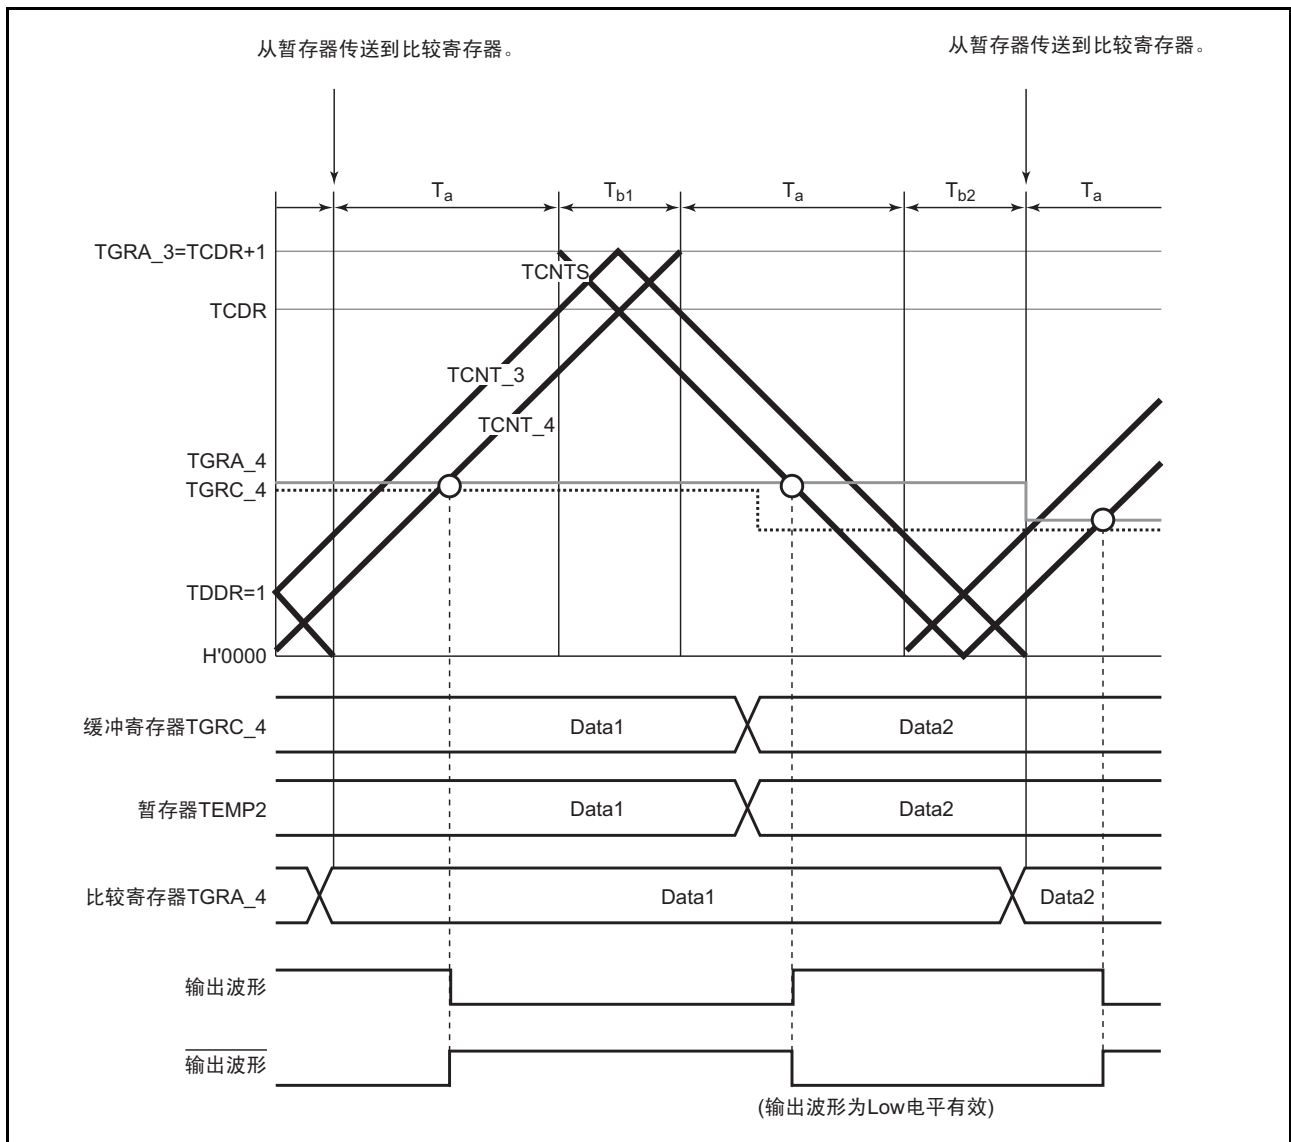 从暂存器传送到比较寄存器。
从暂存器传送到比较寄存器。
Ta
Tb1
Ta
Tb2
Ta
TGRA_3=TCDR+1
TCNTS
TCDR
TCNT_3
TCNT_4
TGRA_4
TGRC_4
TDDR=1
H'0000
缓冲寄存器TGRC_4
Data1
Data2
暂存器TEMP2
Data1
Data2
比较寄存器TGRA_4
Data1
Data2
输出波形
输出波形
(输出波形为Low电平有效)